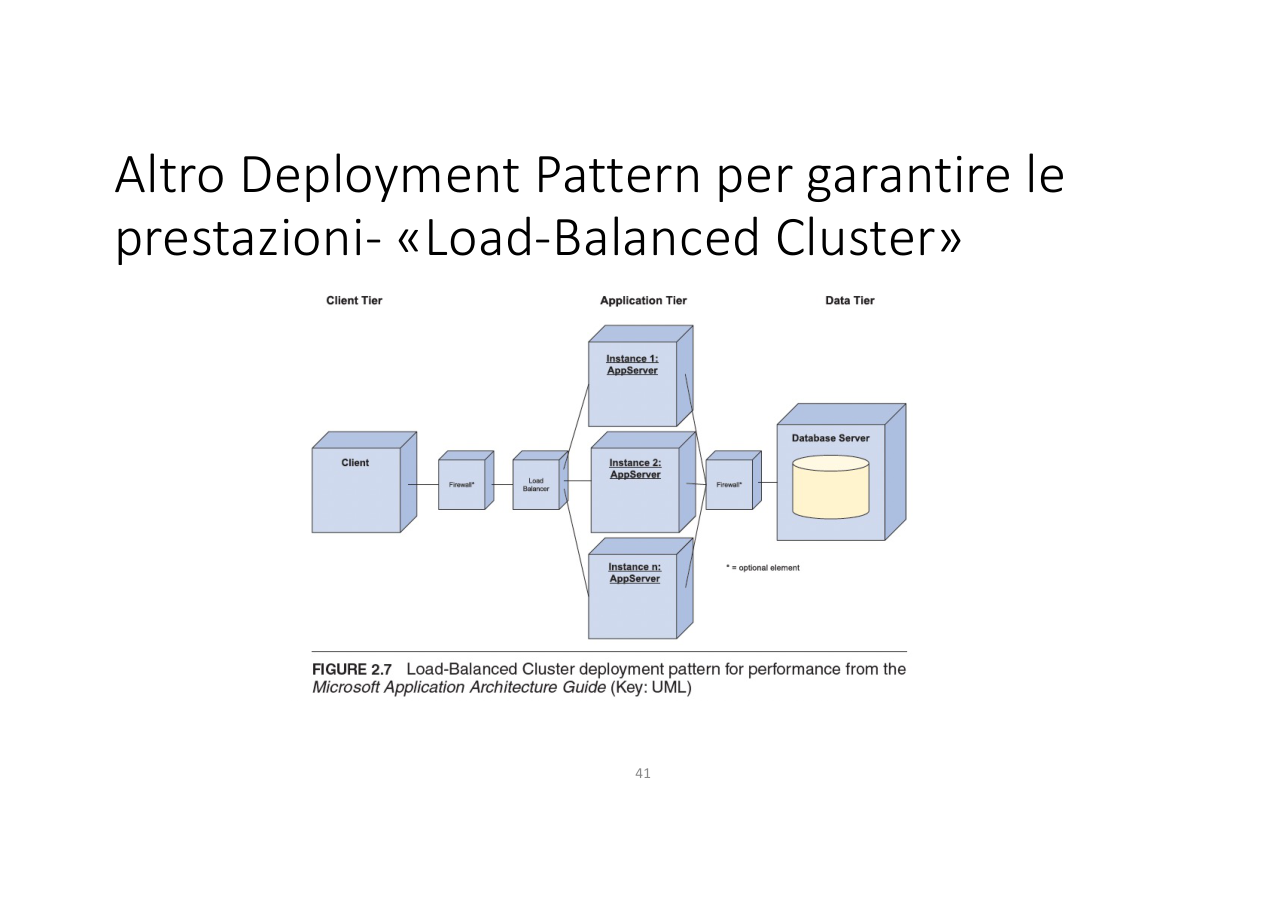 Altro Deployment Pattern per garantire le
prestazioni- «Load-Balanced Cluster»
Client Tier
Application Tier
Data Tier
Instance 1:
AppServer
Client
Firewall*
Load
Balancer
Instance 2:
AppServer
Firewall*
Database Server
Instance n:
AppServer
* = optional element
FIGURE 2.7 Load-Balanced Cluster deployment pattern for performance from the
Microsoft Application Architecture Guide (Key: UML)
41